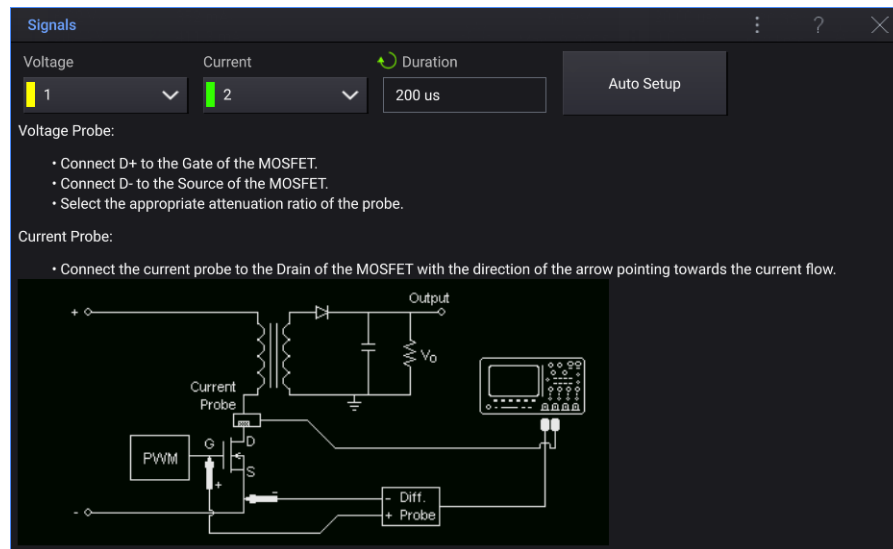 Signals
?
Voltage Current Duration
1 2 200 us Auto Setup
Voltage Probe:
• Connect D+ to the Gate of the MOSFET.
• Connect D- to the Source of the MOSFET.
• Select the appropriate attenuation ratio of the probe.
Current Probe:
• Connect the current probe to the Drain of the MOSFET with the direction of the arrow pointing towards the current flow.
Output
+
Vo
Current
Probe
G D
PWM
S
+ -
- Diff.
+ Probe
-